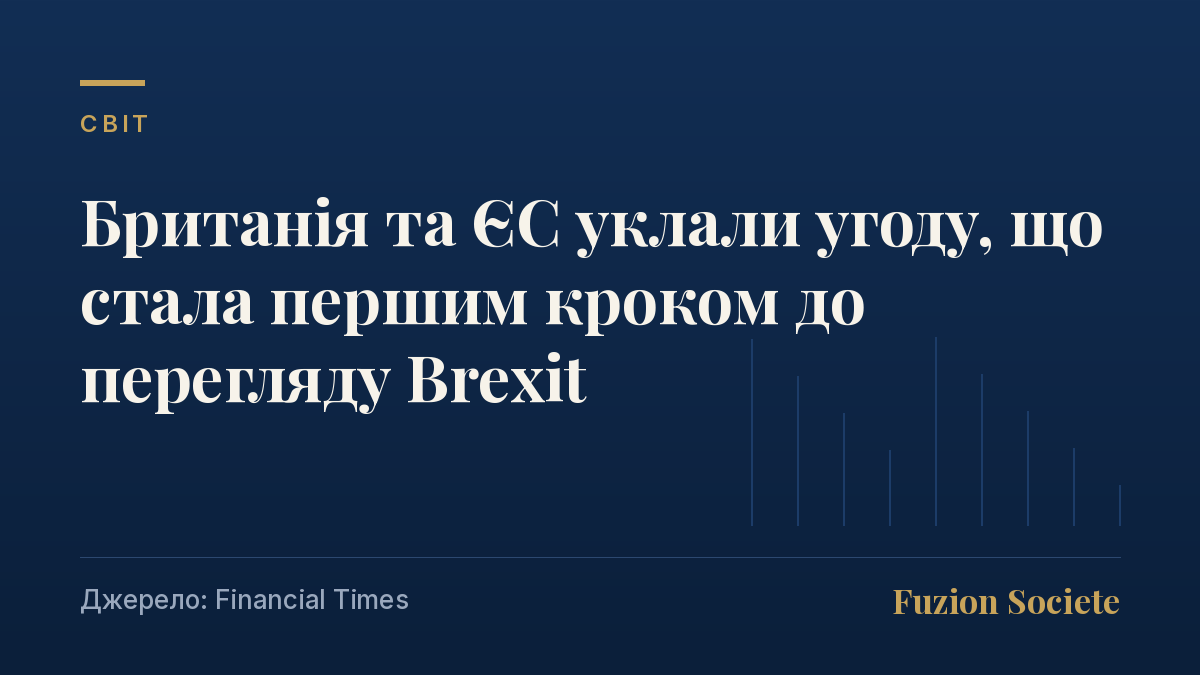 СВІТ
Британія та ЄС уклали угоду, що
стала першим кроком до
перегляду Brexit
Джерело: Financial Times
Fuzion Societe